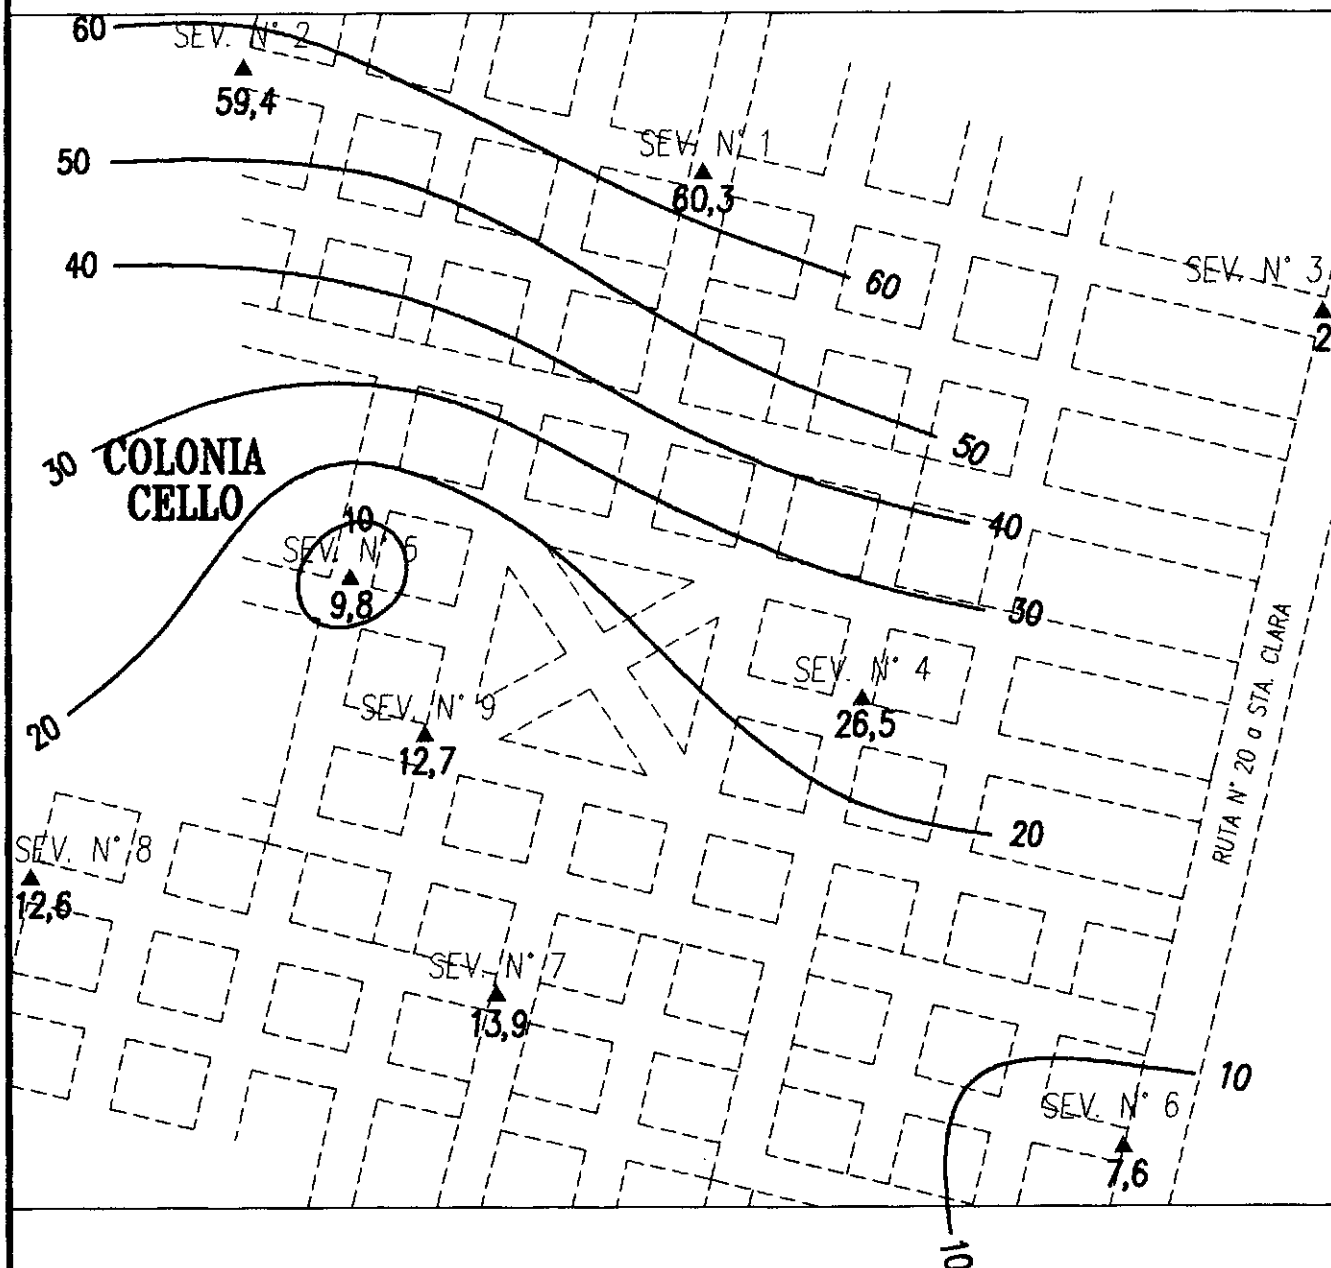 60
SEV. N° 2
59,4
SEV. N° 1
60,3
50
40
60
SEV. N° 3
2
50
30
COLONIA
CELLO
10
SEV. N° 5
9,8
40
30
SEV. N° 4
26,5
RUTA N° 20 a STA. CLARA
20
SEV. N° 9
12,7
20
SEV. N° 8
12,6
SEV. N° 7
13,9
10
SEV. N° 6
7,6
10